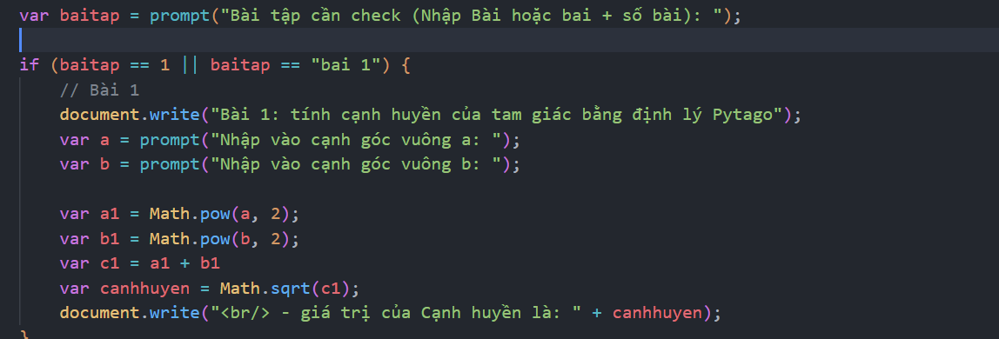 var baitap = prompt("Bài tập cần check (Nhập Bài hoặc bai + số bài): ");
if (baitap == 1 || baitap == "bai 1") {
// Bài 1
document.write("Bài 1: tính cạnh huyền của tam giác bằng định lý Pytago");
var a = prompt("Nhập vào cạnh góc vuông a: ");
var b = prompt("Nhập vào cạnh góc vuông b: ");
var a1 = Math.pow(a, 2);
var b1 = Math.pow(b, 2);
var c1 = a1 + b1
var canhhuyen = Math.sqrt(c1);
document.write("<br/> - giá trị của Cạnh huyền là: " + canhhuyen);
}